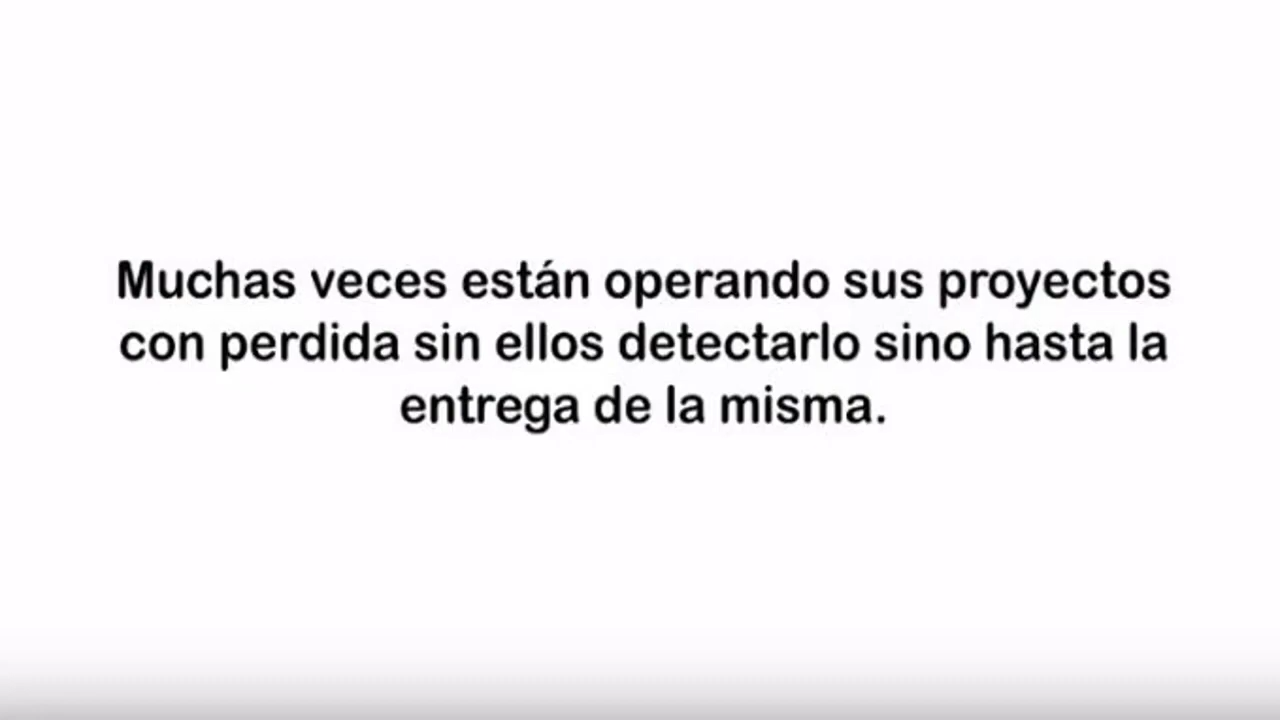 Muchas veces están operando sus proyectos
con perdida sin ellos detectarlo sino hasta la
entrega de la misma.